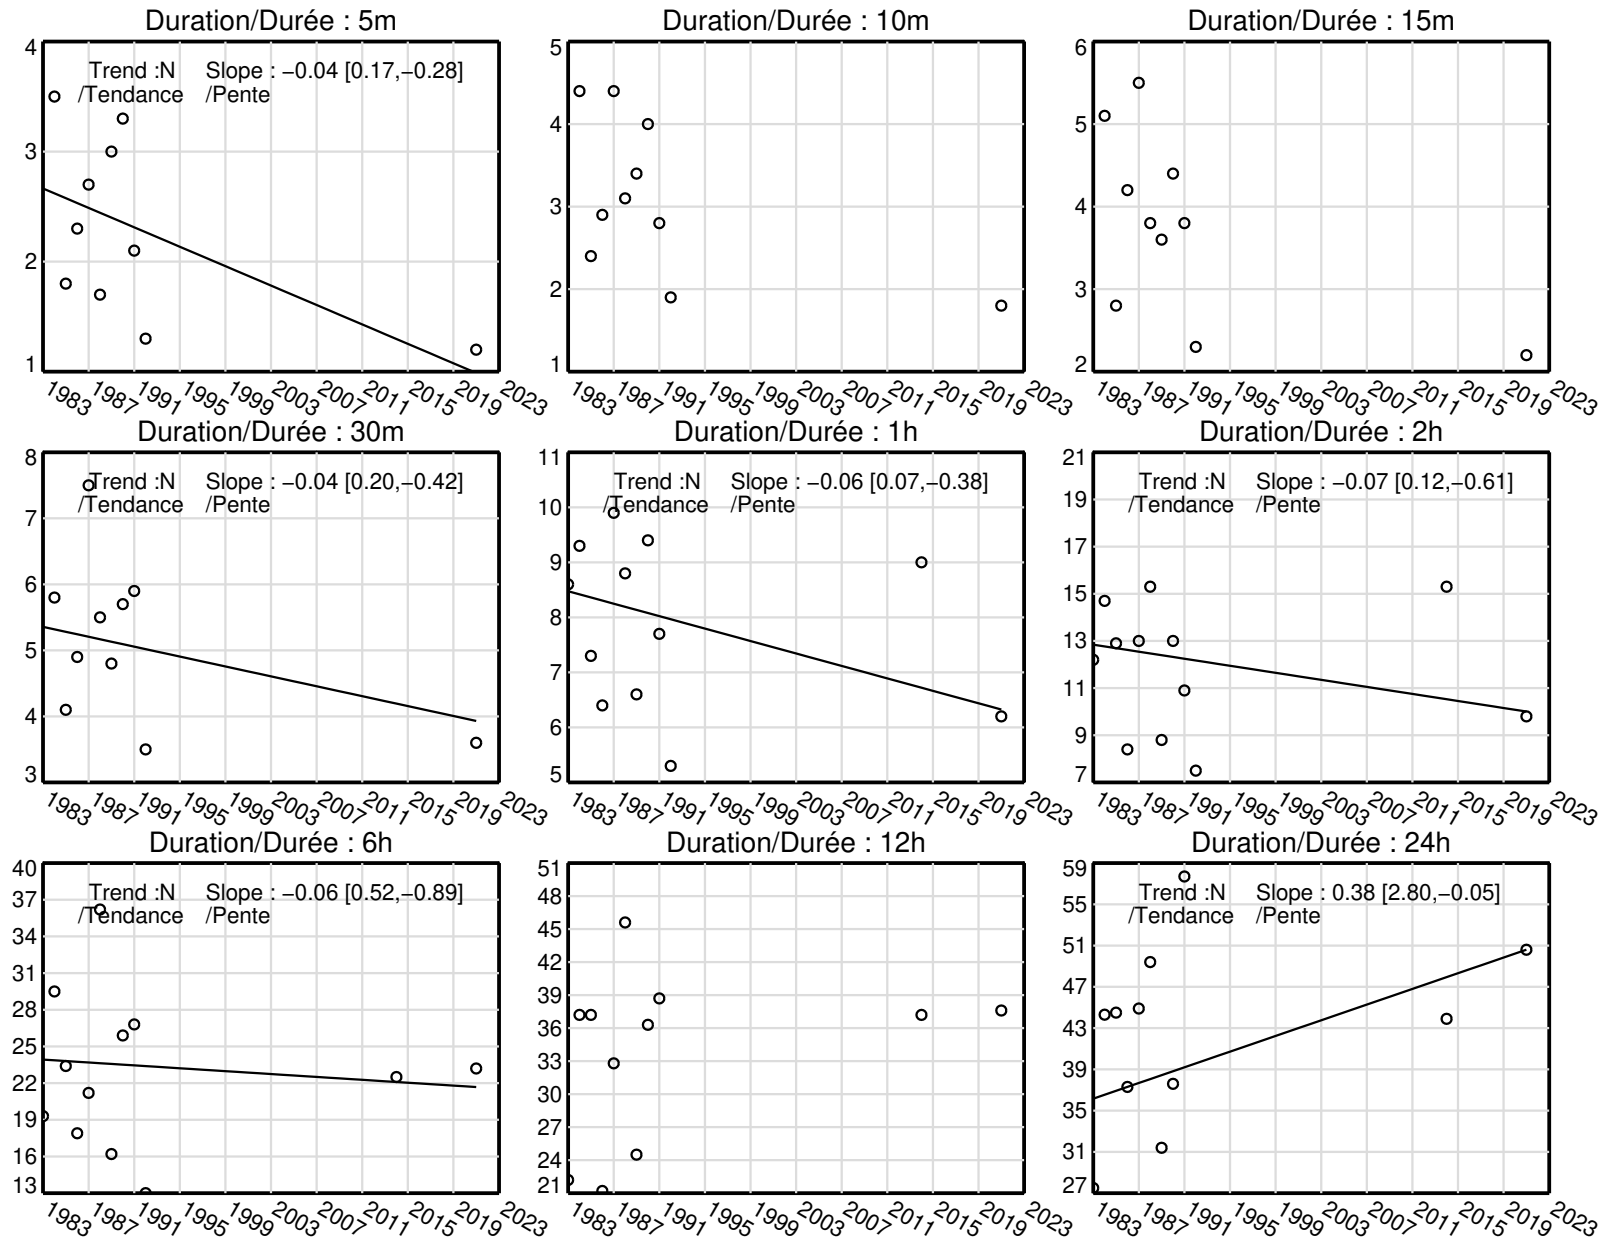 Duration/Durée : 5m
4
3
2
1
Trend :N Slope : −0.04 [0.17,−0.28]
/Tendance /Pente
1983 1987 1991 1995 1999 2003 2007 2011 2015 2019 2023
Duration/Durée : 10m
5
4
3
2
1
1983 1987 1991 1995 1999 2003 2007 2011 2015 2019 2023
Duration/Durée : 15m
6
5
4
3
2
1983 1987 1991 1995 1999 2003 2007 2011 2015 2019 2023
Duration/Durée : 30m
8
7
6
5
4
3
Trend :N Slope : −0.04 [0.20,−0.42]
/Tendance /Pente
1983 1987 1991 1995 1999 2003 2007 2011 2015 2019 2023
Duration/Durée : 1h
11
10
9
8
7
6
5
Trend :N Slope : −0.06 [0.07,−0.38]
/Tendance /Pente
1983 1987 1991 1995 1999 2003 2007 2011 2015 2019 2023
Duration/Durée : 2h
21
19
17
15
13
11
9
7
Trend :N Slope : −0.07 [0.12,−0.61]
/Tendance /Pente
1983 1987 1991 1995 1999 2003 2007 2011 2015 2019 2023
Duration/Durée : 6h
40
37
34
31
28
25
22
19
16
13
Trend :N Slope : −0.06 [0.52,−0.89]
/Tendance /Pente
1983 1987 1991 1995 1999 2003 2007 2011 2015 2019 2023
Duration/Durée : 12h
51
48
45
42
39
36
33
30
27
24
21
1983 1987 1991 1995 1999 2003 2007 2011 2015 2019 2023
Duration/Durée : 24h
59
55
51
47
43
39
35
31
27
Trend :N Slope : 0.38 [2.80,−0.05]
/Tendance /Pente
1983 1987 1991 1995 1999 2003 2007 2011 2015 2019 2023